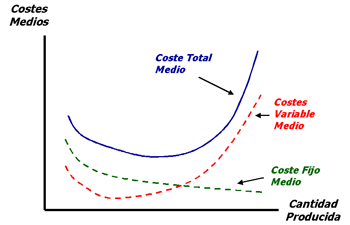 Costes
Medios
Coste Total
Medio
Costes
Variable
Medio
Coste Fijo
Medio
Cantidad
Producida